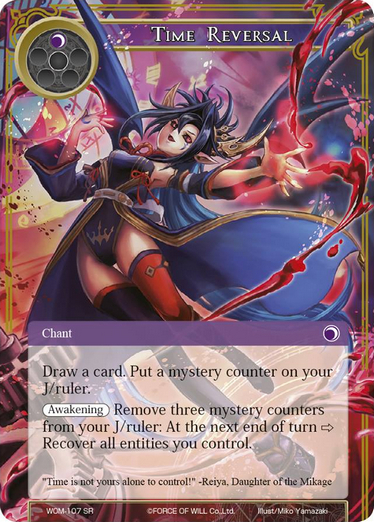 Time Reversal
Chant
Draw a card. Put a mystery counter on your
J/ruler.
Awakening Remove three mystery counters
from your J/ruler: At the next end of turn ⇨
Recover all entities you control.
"Time is not yours alone to control!" -Reiya, Daughter of the Mikage
WOM-107 SR ©FORCE OF WILL Co.,Ltd. Illust/Miko Yamazaki